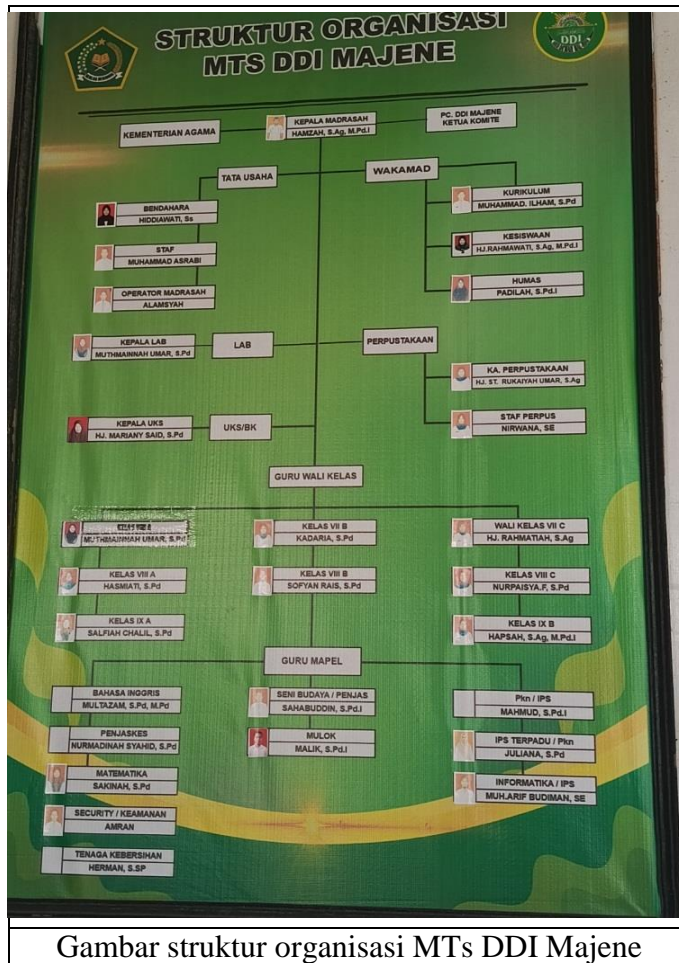 STRUKTUR ORGANISASI
MTS DDI MAJENE
DDI
KEMENTERIAN AGAMA
KEPALA MADRASAH
HAMZAH, S.Ag, M.Pd.I
PC. DDI MAJENE
KETUA KOMITE
TATA USAHA
WAKAMAD
BENDAHARA
HIDDIAWATI, Ss
STAF
MUHAMMAD ASRABI
OPERATOR MADRASAH
ALAMSYAH
KURIKULUM
MUHAMMAD. ILHAM, S.Pd
KESISWAAN
HJ.RAHMAWATI, S.Ag, M.Pd.I
HUMAS
PADILAH, S.Pd.I
KEPALA LAB
MUTHMAINNAH UMAR, S.Pd
LAB
PERPUSTAKAAN
KA. PERPUSTAKAAN
HJ. ST. RUKAIYAH UMAR, S.Ag
STAF PERPUS
NIRWANA, SE
KEPALA UKS
HJ. MARIANY SAID, S.Pd
UKS/BK
GURU WALI KELAS
MUTHMAINNAH UMAR, S.Pd
KELAS VII B
KADARIA, S.Pd
WALI KELAS VII C
HJ. RAHMATIAH, S.Ag
KELAS VIII A
HASMIATI, S.Pd
KELAS VIII B
SOFYAN RAIS, S.Pd
KELAS VIII C
NURPAISYA.F, S.Pd
KELAS IX A
SALFIAH CHALIL, S.Pd
KELAS IX B
HAPSAH, S.Ag, M.Pd.I
GURU MAPEL
BAHASA INGGRIS
MULTAZAM, S.Pd, M.Pd
SENI BUDAYA / PENJAS
SAHABUDDIN, S.Pd.I
Pkn / IPS
MAHMUD, S.Pd.I
PENJASKES
NURMADINAH SYAHID, S.Pd
MULOK
MALIK, S.Pd.I
IPS TERPADU / Pkn
JULIANA, S.Pd
MATEMATIKA
SAKINAH, S.Pd
INFORMATIKA / IPS
MUH.ARIF BUDIMAN, SE
SECURITY / KEAMANAN
AMRAN
TENAGA KEBERSIHAN
HERMAN, S.SP
Gambar struktur organisasi MTs DDI Majene